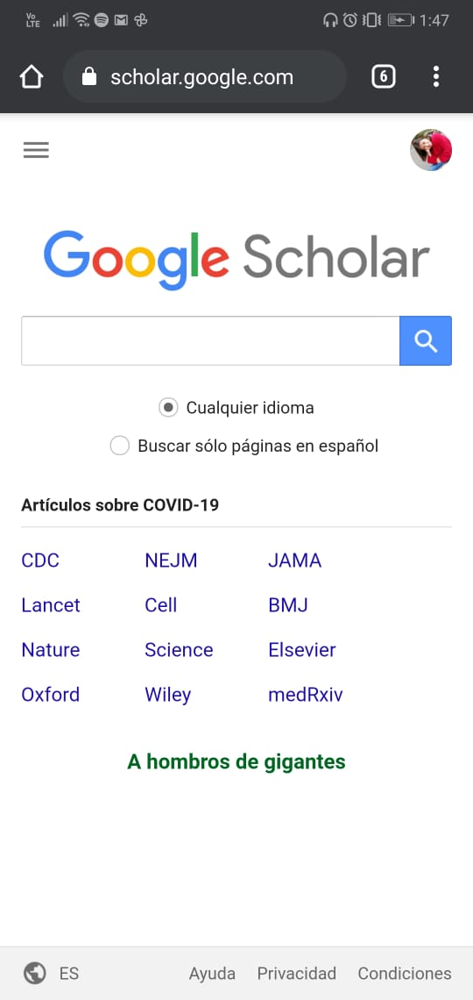 Vo LTE 1:47
scholar.google.com 6
Google Scholar
Cualquier idioma
Buscar sólo páginas en español
Artículos sobre COVID-19
CDC NEJM JAMA
Lancet Cell BMJ
Nature Science Elsevier
Oxford Wiley medRxiv
A hombros de gigantes
ES Ayuda Privacidad Condiciones